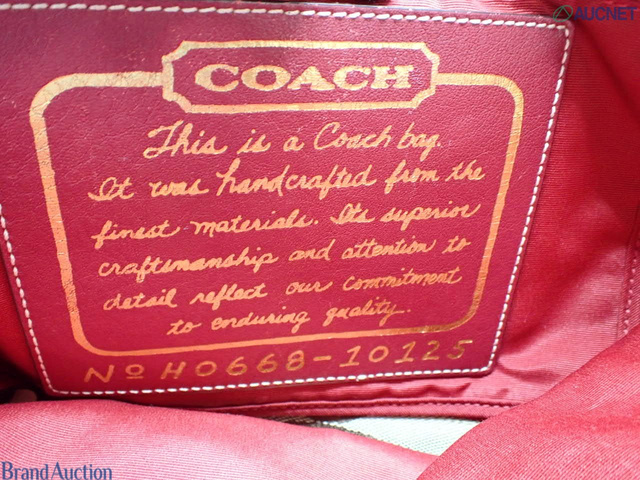 AUCNET
COACH
This is a Coach bag.
It was handcrafted from the
finest materials. Its superior
craftsmanship and attention to
detail reflect our commitment
to enduring quality.
No H0668-10125
Brand Auction